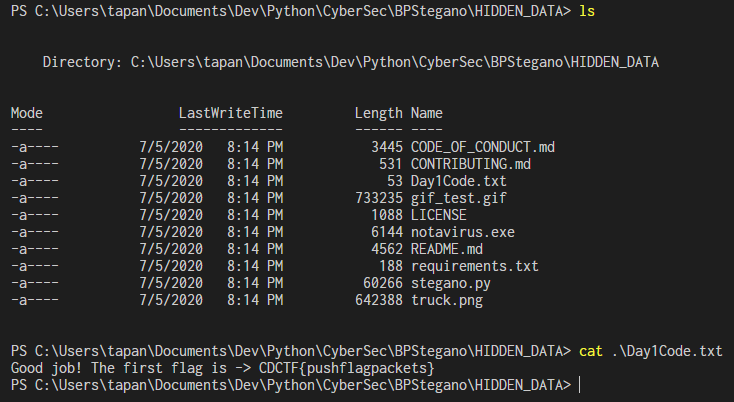 PS C:\Users\tapan\Documents\Dev\Python\CyberSec\BPStegano\HIDDEN_DATA> ls
Directory: C:\Users\tapan\Documents\Dev\Python\CyberSec\BPStegano\HIDDEN_DATA
Mode LastWriteTime Length Name
---- ------------- ------ ----
-a---- 7/5/2020 8:14 PM 3445 CODE_OF_CONDUCT.md
-a---- 7/5/2020 8:14 PM 531 CONTRIBUTING.md
-a---- 7/5/2020 8:14 PM 53 Day1Code.txt
-a---- 7/5/2020 8:14 PM 733235 gif_test.gif
-a---- 7/5/2020 8:14 PM 1088 LICENSE
-a---- 7/5/2020 8:14 PM 6144 notavirus.exe
-a---- 7/5/2020 8:14 PM 4562 README.md
-a---- 7/5/2020 8:14 PM 188 requirements.txt
-a---- 7/5/2020 8:14 PM 60266 stegano.py
-a---- 7/5/2020 8:14 PM 642388 truck.png
PS C:\Users\tapan\Documents\Dev\Python\CyberSec\BPStegano\HIDDEN_DATA> cat .\Day1Code.txt
Good job! The first flag is -> CDCTF{pushflagpackets}
PS C:\Users\tapan\Documents\Dev\Python\CyberSec\BPStegano\HIDDEN_DATA>